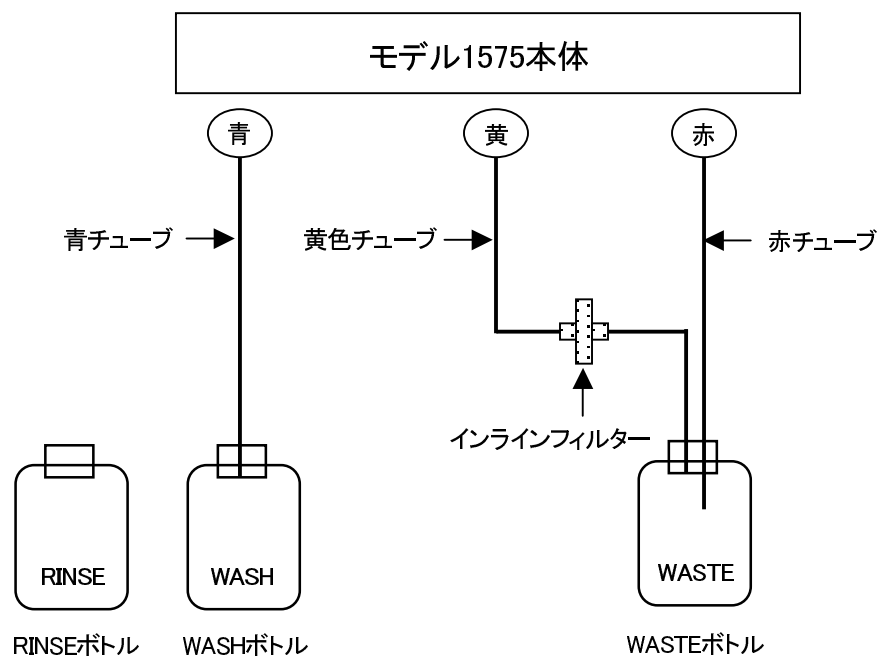 モデル1575本体
青
黄
赤
青チューブ
黄色チューブ
赤チューブ
インラインフィルター
RINSE
WASH
WASTE
RINSEボトル
WASHボトル
WASTEボトル